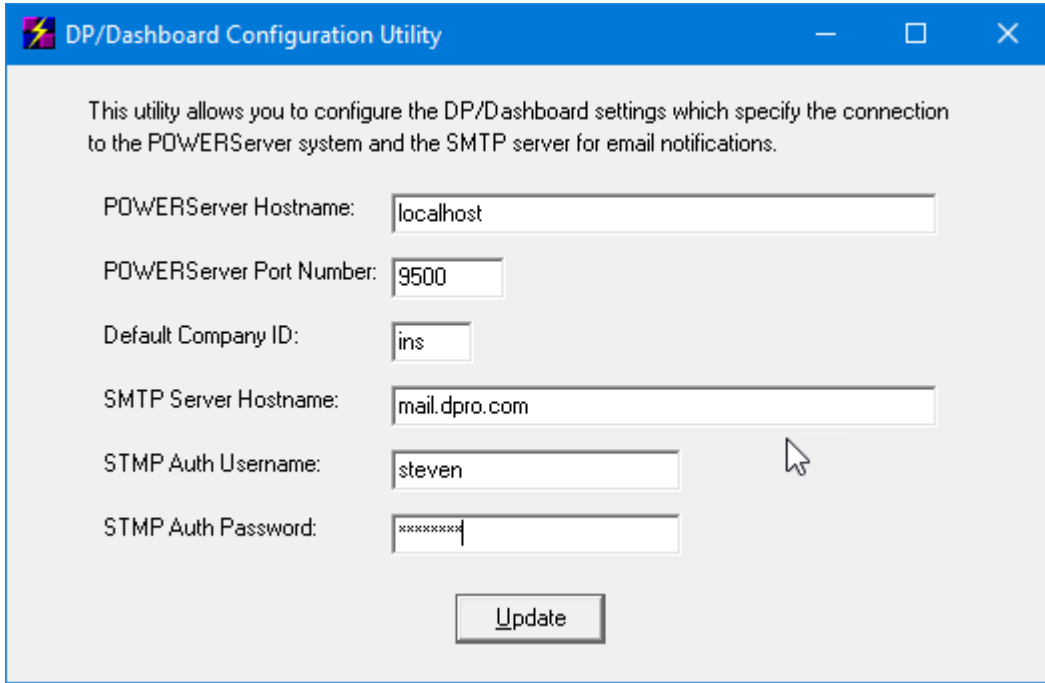 DP/Dashboard Configuration Utility
This utility allows you to configure the DP/Dashboard settings which specify the connection
to the POWERServer system and the SMTP server for email notifications.
POWERServer Hostname: localhost
POWERServer Port Number: 9500
Default Company ID: ins
SMTP Server Hostname: mail.dpro.com
STMP Auth Username: steven
STMP Auth Password: ********
Update